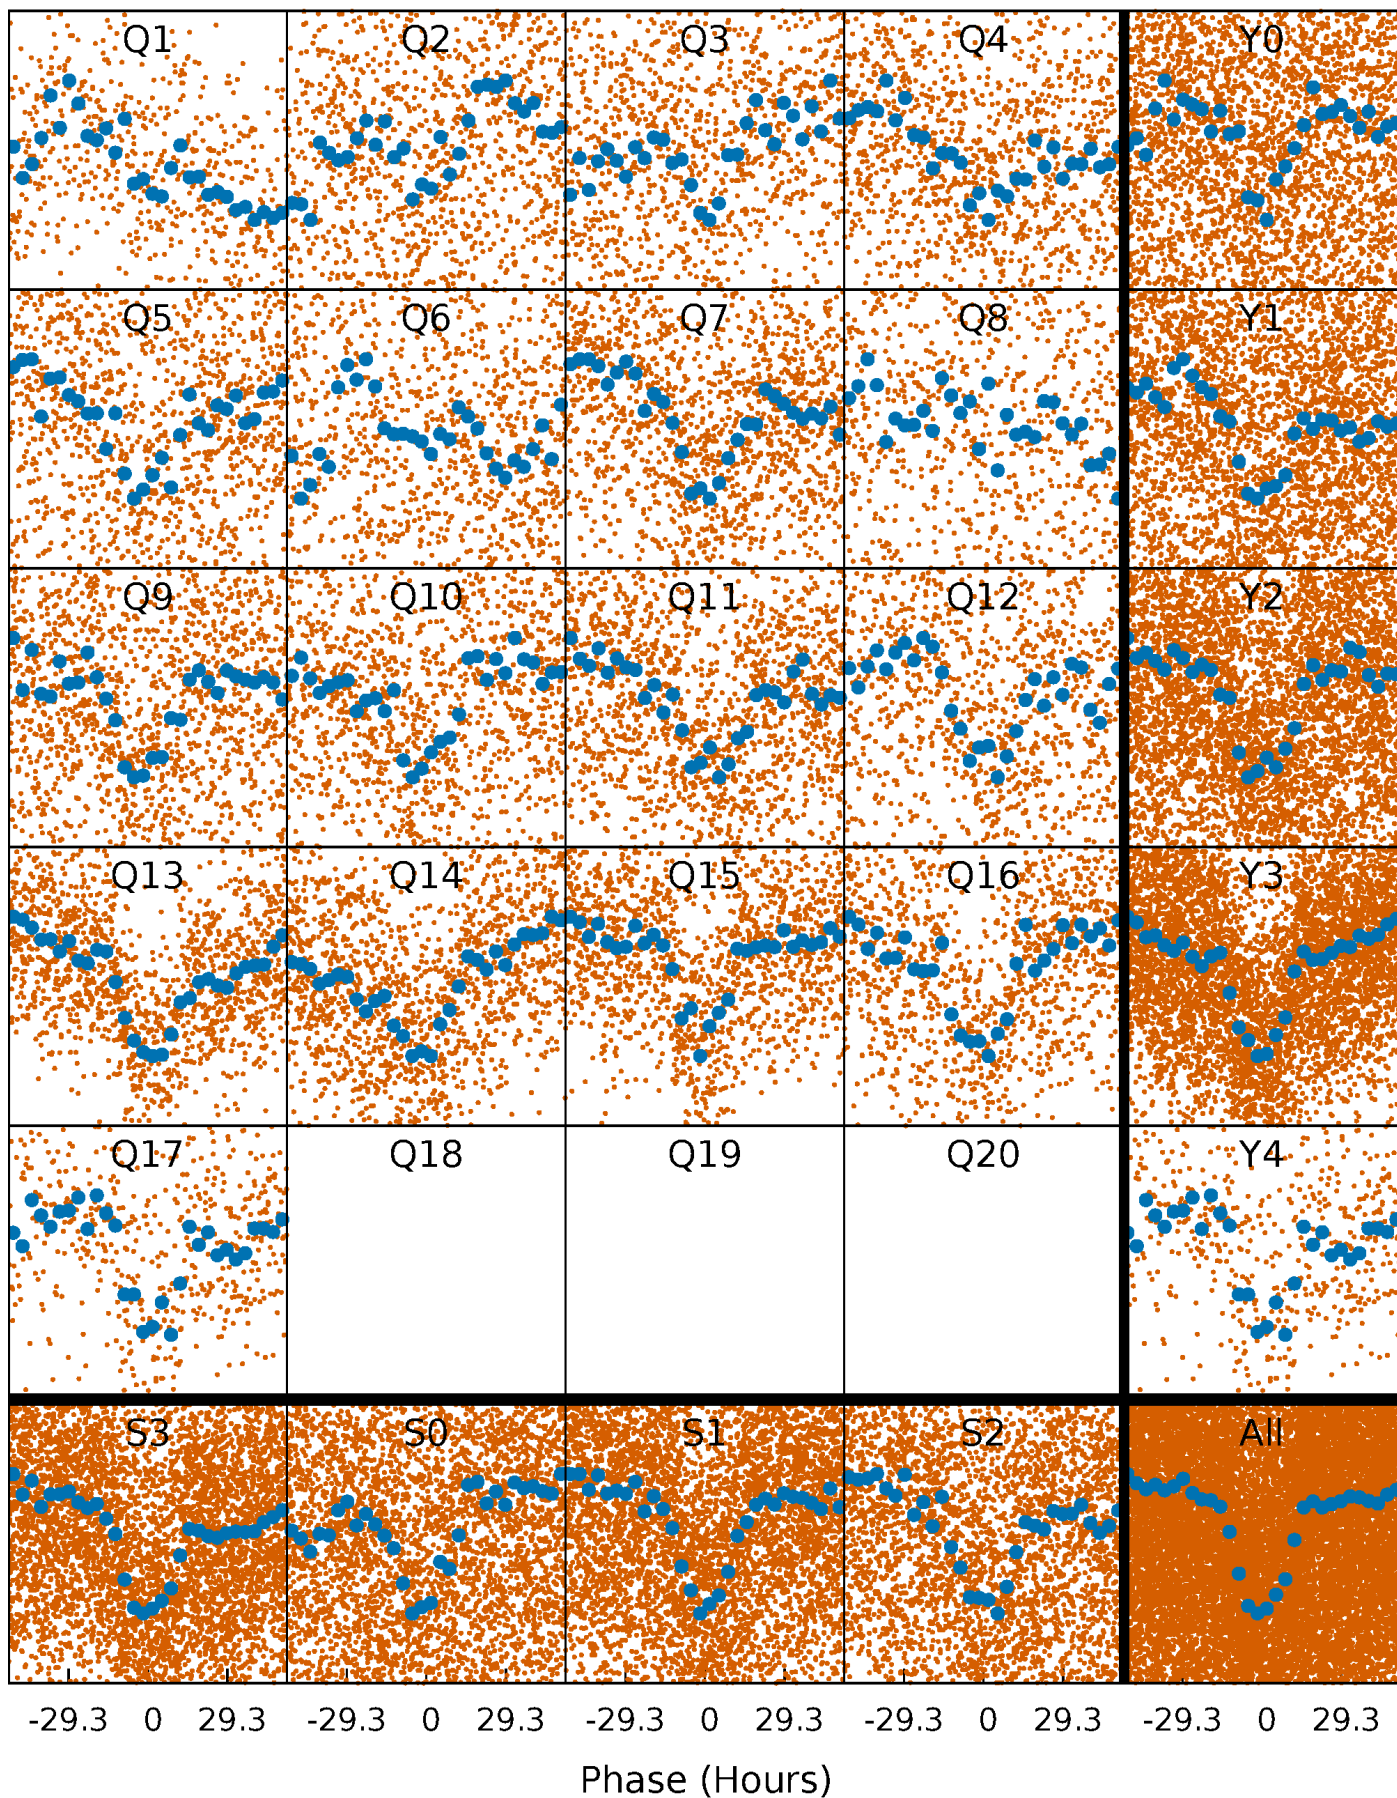 Q1 Q2 Q3 Q4 Y0
Q5 Q6 Q7 Q8 Y1
Q9 Q10 Q11 Q12 Y2
Q13 Q14 Q15 Q16 Y3
Q17 Q18 Q19 Q20 Y4
S3 S0 S1 S2 All
-29.3 0 29.3 -29.3 0 29.3 -29.3 0 29.3 -29.3 0 29.3 -29.3 0 29.3
Phase (Hours)